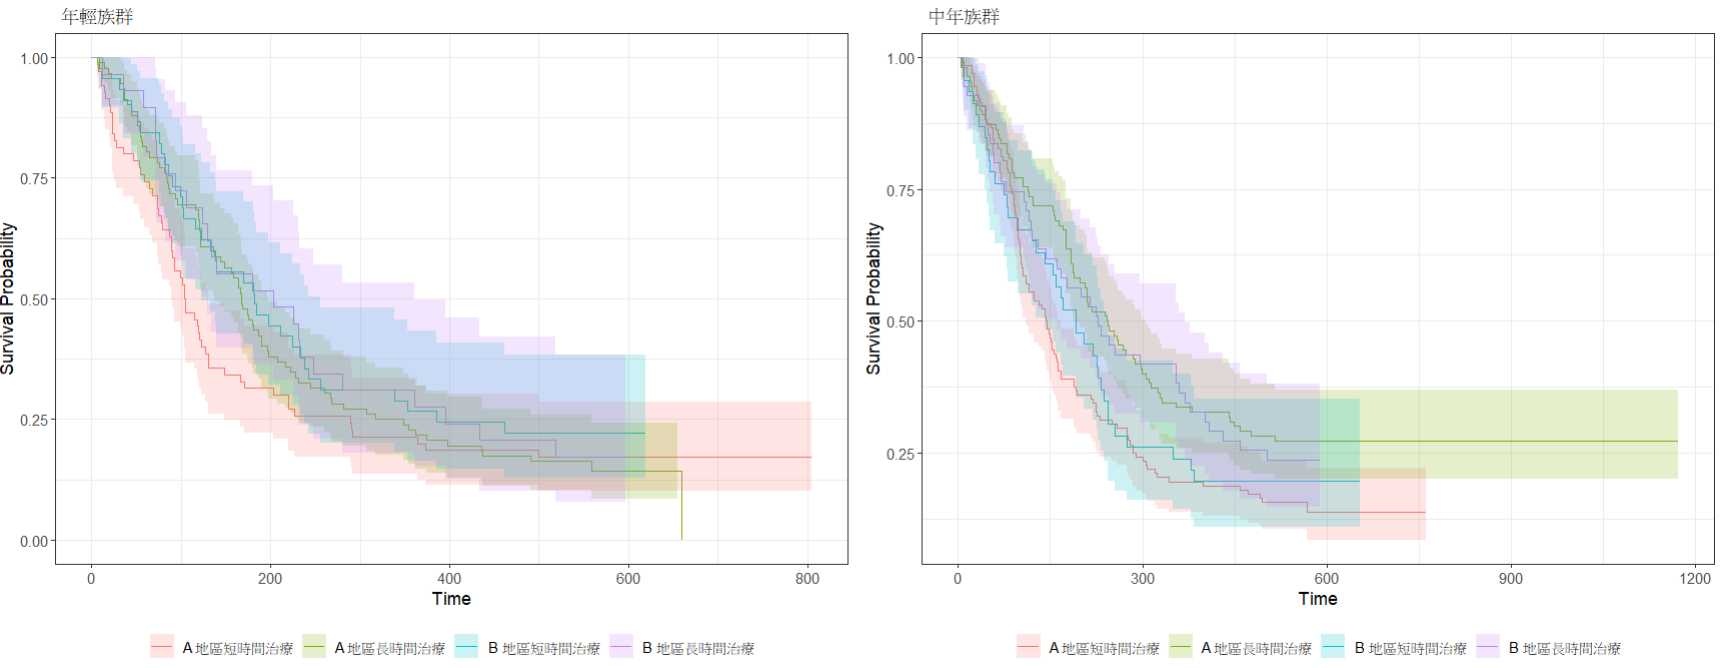 年輕族群
1.00
0.75
0.50
0.25
0.00
Survival Probability
0 200 400 600 800
Time
A 地區短時間治療 A 地區長時間治療 B 地區短時間治療 B 地區長時間治療
中年族群
1.00
0.75
0.50
0.25
Survival Probability
0 300 600 900 1200
Time
A 地區短時間治療 A 地區長時間治療 B 地區短時間治療 B 地區長時間治療